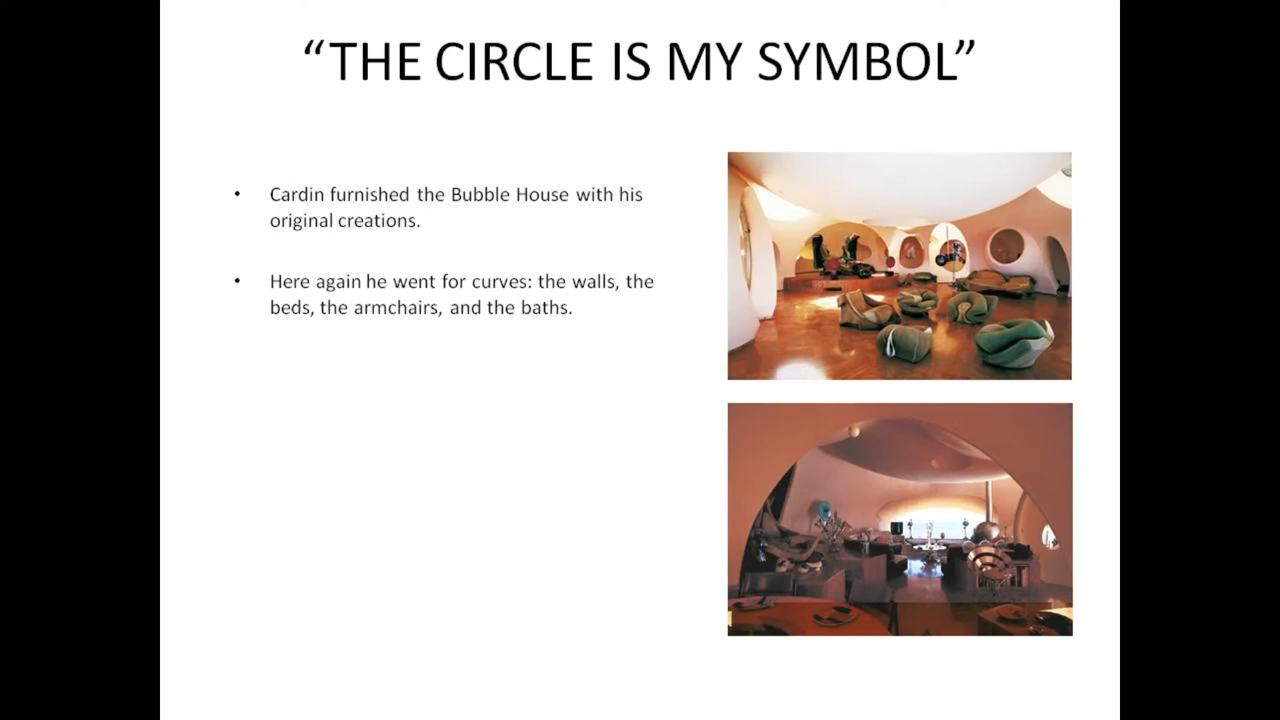 “THE CIRCLE IS MY SYMBOL”
• Cardin furnished the Bubble House with his
original creations.
• Here again he went for curves: the walls, the
beds, the armchairs, and the baths.